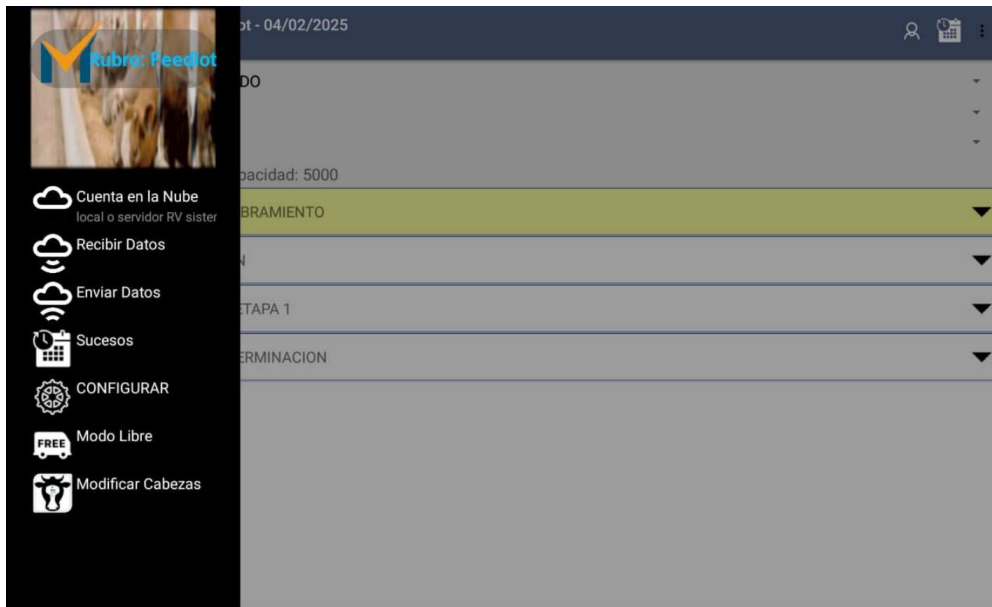 Rubro: Feedlot
ot - 04/02/2025
DO
pacidad: 5000
Cuenta en la Nube
local o servidor RV sister
BRAMIENTO
Recibir Datos
N
Enviar Datos
ETAPA 1
Sucesos
ERMINACION
CONFIGURAR
FREE
Modo Libre
Modificar Cabezas